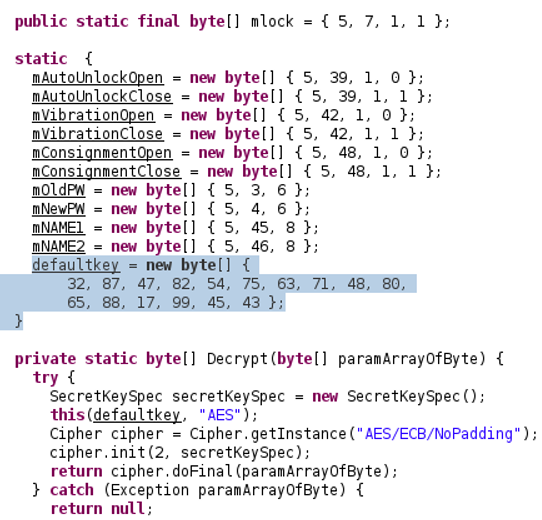 public static final byte[] mlock = { 5, 7, 1, 1 };
static {
mAutoUnlockOpen = new byte[] { 5, 39, 1, 0 };
mAutoUnlockClose = new byte[] { 5, 39, 1, 1 };
mVibrationOpen = new byte[] { 5, 42, 1, 0 };
mVibrationClose = new byte[] { 5, 42, 1, 1 };
mConsignmentOpen = new byte[] { 5, 48, 1, 0 };
mConsignmentClose = new byte[] { 5, 48, 1, 1 };
mOldPW = new byte[] { 5, 3, 6 };
mNewPW = new byte[] { 5, 4, 6 };
mNAME1 = new byte[] { 5, 45, 8 };
mNAME2 = new byte[] { 5, 46, 8 };
defaultkey = new byte[] {
32, 87, 47, 82, 54, 75, 63, 71, 48, 80,
65, 88, 17, 99, 45, 43 };
}
private static byte[] Decrypt(byte[] paramArrayOfByte) {
try {
SecretKeySpec secretKeySpec = new SecretKeySpec();
this(defaultkey, "AES");
Cipher cipher = Cipher.getInstance("AES/ECB/NoPadding");
cipher.init(2, secretKeySpec);
return cipher.doFinal(paramArrayOfByte);
} catch (Exception paramArrayOfByte) {
return null;